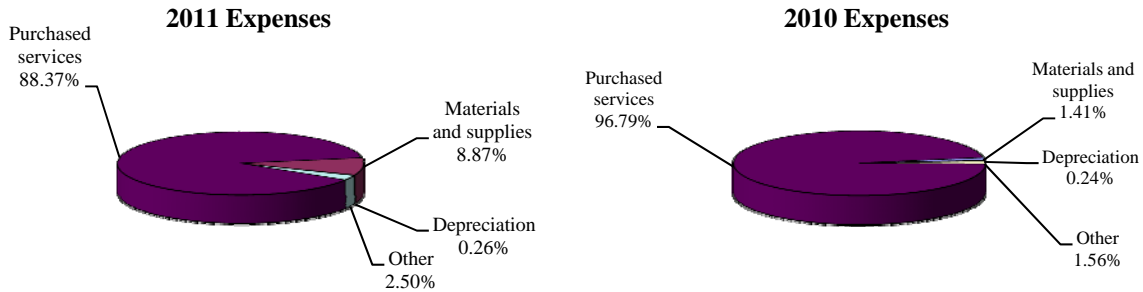 2011 Expenses
Purchased
services
88.37%
Materials
and supplies
8.87%
Depreciation
0.26%
Other
2.50%
2010 Expenses
Purchased
services
96.79%
Materials and
supplies
1.41%
Depreciation
0.24%
Other
1.56%